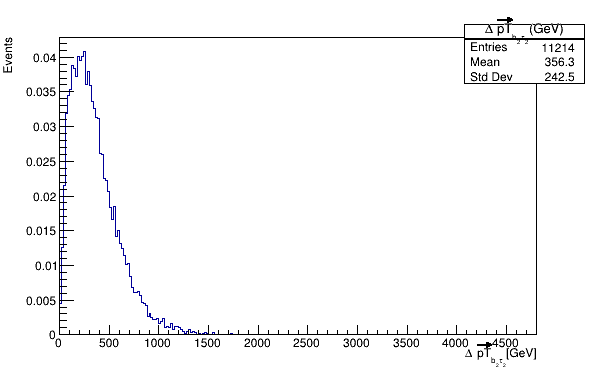 Δ pT b₂τ₂ (GeV)
Entries 11214
Mean 356.3
Std Dev 242.5
Events
0.04
0.035
0.03
0.025
0.02
0.015
0.01
0.005
0
0 500 1000 1500 2000 2500 3000 3500 4000 4500
Δ pT b₂τ₂ [GeV]